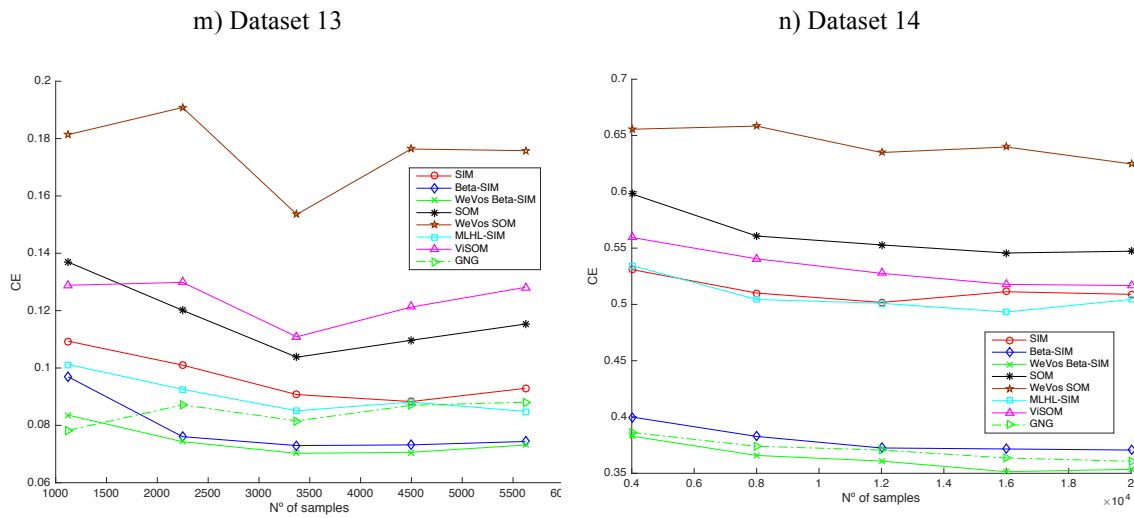 m) Dataset 13
n) Dataset 14
0.2
0.18
0.16
0.14
0.12
0.1
0.08
0.06
CE
1000 1500 2000 2500 3000 3500 4000 4500 5000 5500 60
Nº of samples
SIM
Beta-SIM
WeVos Beta-SIM
SOM
WeVos SOM
MLHL-SIM
ViSOM
GNG
0.7
0.65
0.6
0.55
0.5
0.45
0.4
0.35
CE
0.4 0.6 0.8 1 1.2 1.4 1.6 1.8 2
Nº of samples
×10⁴
SIM
Beta-SIM
WeVos Beta-SIM
SOM
WeVos SOM
MLHL-SIM
ViSOM
GNG